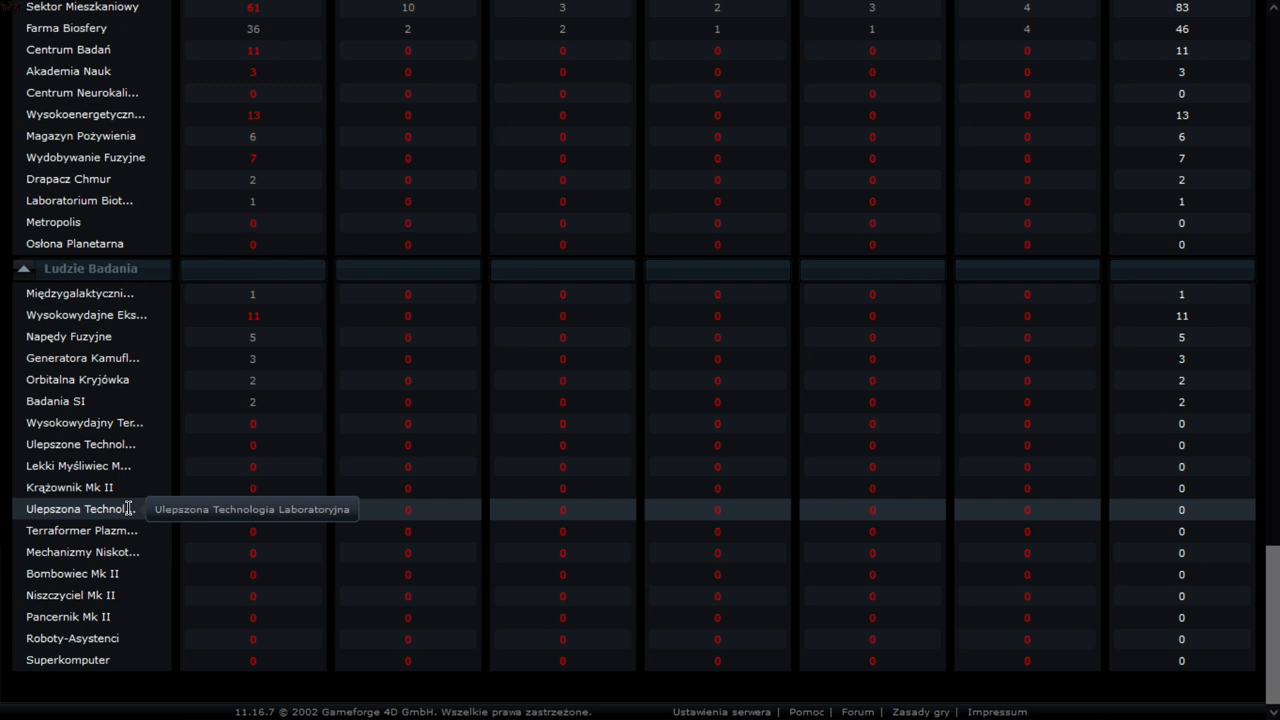 Sektor Mieszkaniowy 61 10 3 2 3 4 83
Farma Biosfery 36 2 2 1 1 4 46
Centrum Badań 11 0 0 0 0 0 11
Akademia Nauk 3 0 0 0 0 0 3
Centrum Neurokali... 0 0 0 0 0 0 0
Wysokoenergetyczn... 13 0 0 0 0 0 13
Magazyn Pożywienia 6 0 0 0 0 0 6
Wydobywanie Fuzyjne 7 0 0 0 0 0 7
Drapacz Chmur 2 0 0 0 0 0 2
Laboratorium Biot... 1 0 0 0 0 0 1
Metropolis 0 0 0 0 0 0 0
Osłona Planetarna 0 0 0 0 0 0 0
Ludzie Badania
Międzygalaktyczni... 1 0 0 0 0 0 1
Wysokowydajne Eks... 11 0 0 0 0 0 11
Napędy Fuzyjne 5 0 0 0 0 0 5
Generatora Kamufl... 3 0 0 0 0 0 3
Orbitalna Kryjówka 2 0 0 0 0 0 2
Badania SI 2 0 0 0 0 0 2
Wysokowydajny Ter... 0 0 0 0 0 0 0
Ulepszone Technol... 0 0 0 0 0 0 0
Lekki Myśliwiec M... 0 0 0 0 0 0 0
Krążownik Mk II 0 0 0 0 0 0 0
Ulepszona Technol... Ulepszona Technologia Laboratoryjna 0 0 0 0 0 0
Terraformer Plazm... 0 0 0 0 0 0 0
Mechanizmy Niskot... 0 0 0 0 0 0 0
Bombowiec Mk II 0 0 0 0 0 0 0
Niszczyciel Mk II 0 0 0 0 0 0 0
Pancernik Mk II 0 0 0 0 0 0 0
Roboty-Asystenci 0 0 0 0 0 0 0
Superkomputer 0 0 0 0 0 0 0
11.16.7 © 2002 Gameforge 4D GmbH. Wszelkie prawa zastrzeżone. Ustawienia serwera | Pomoc | Forum | Zasady gry | Impressum